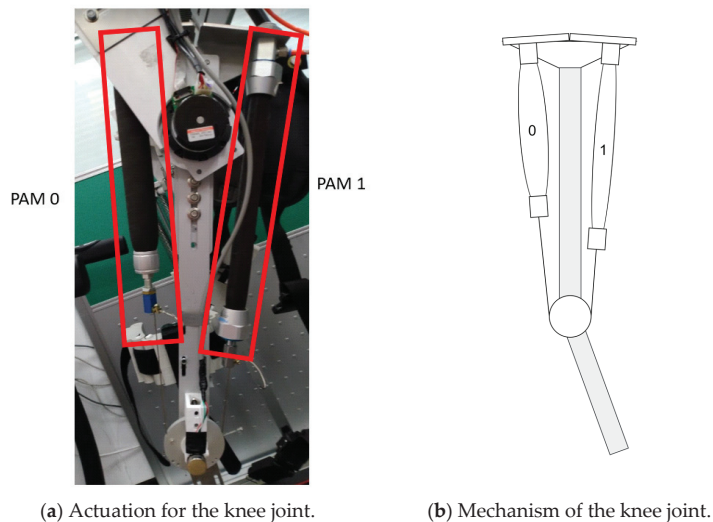 PAM 0
PAM 1
0
1
(a) Actuation for the knee joint.
(b) Mechanism of the knee joint.